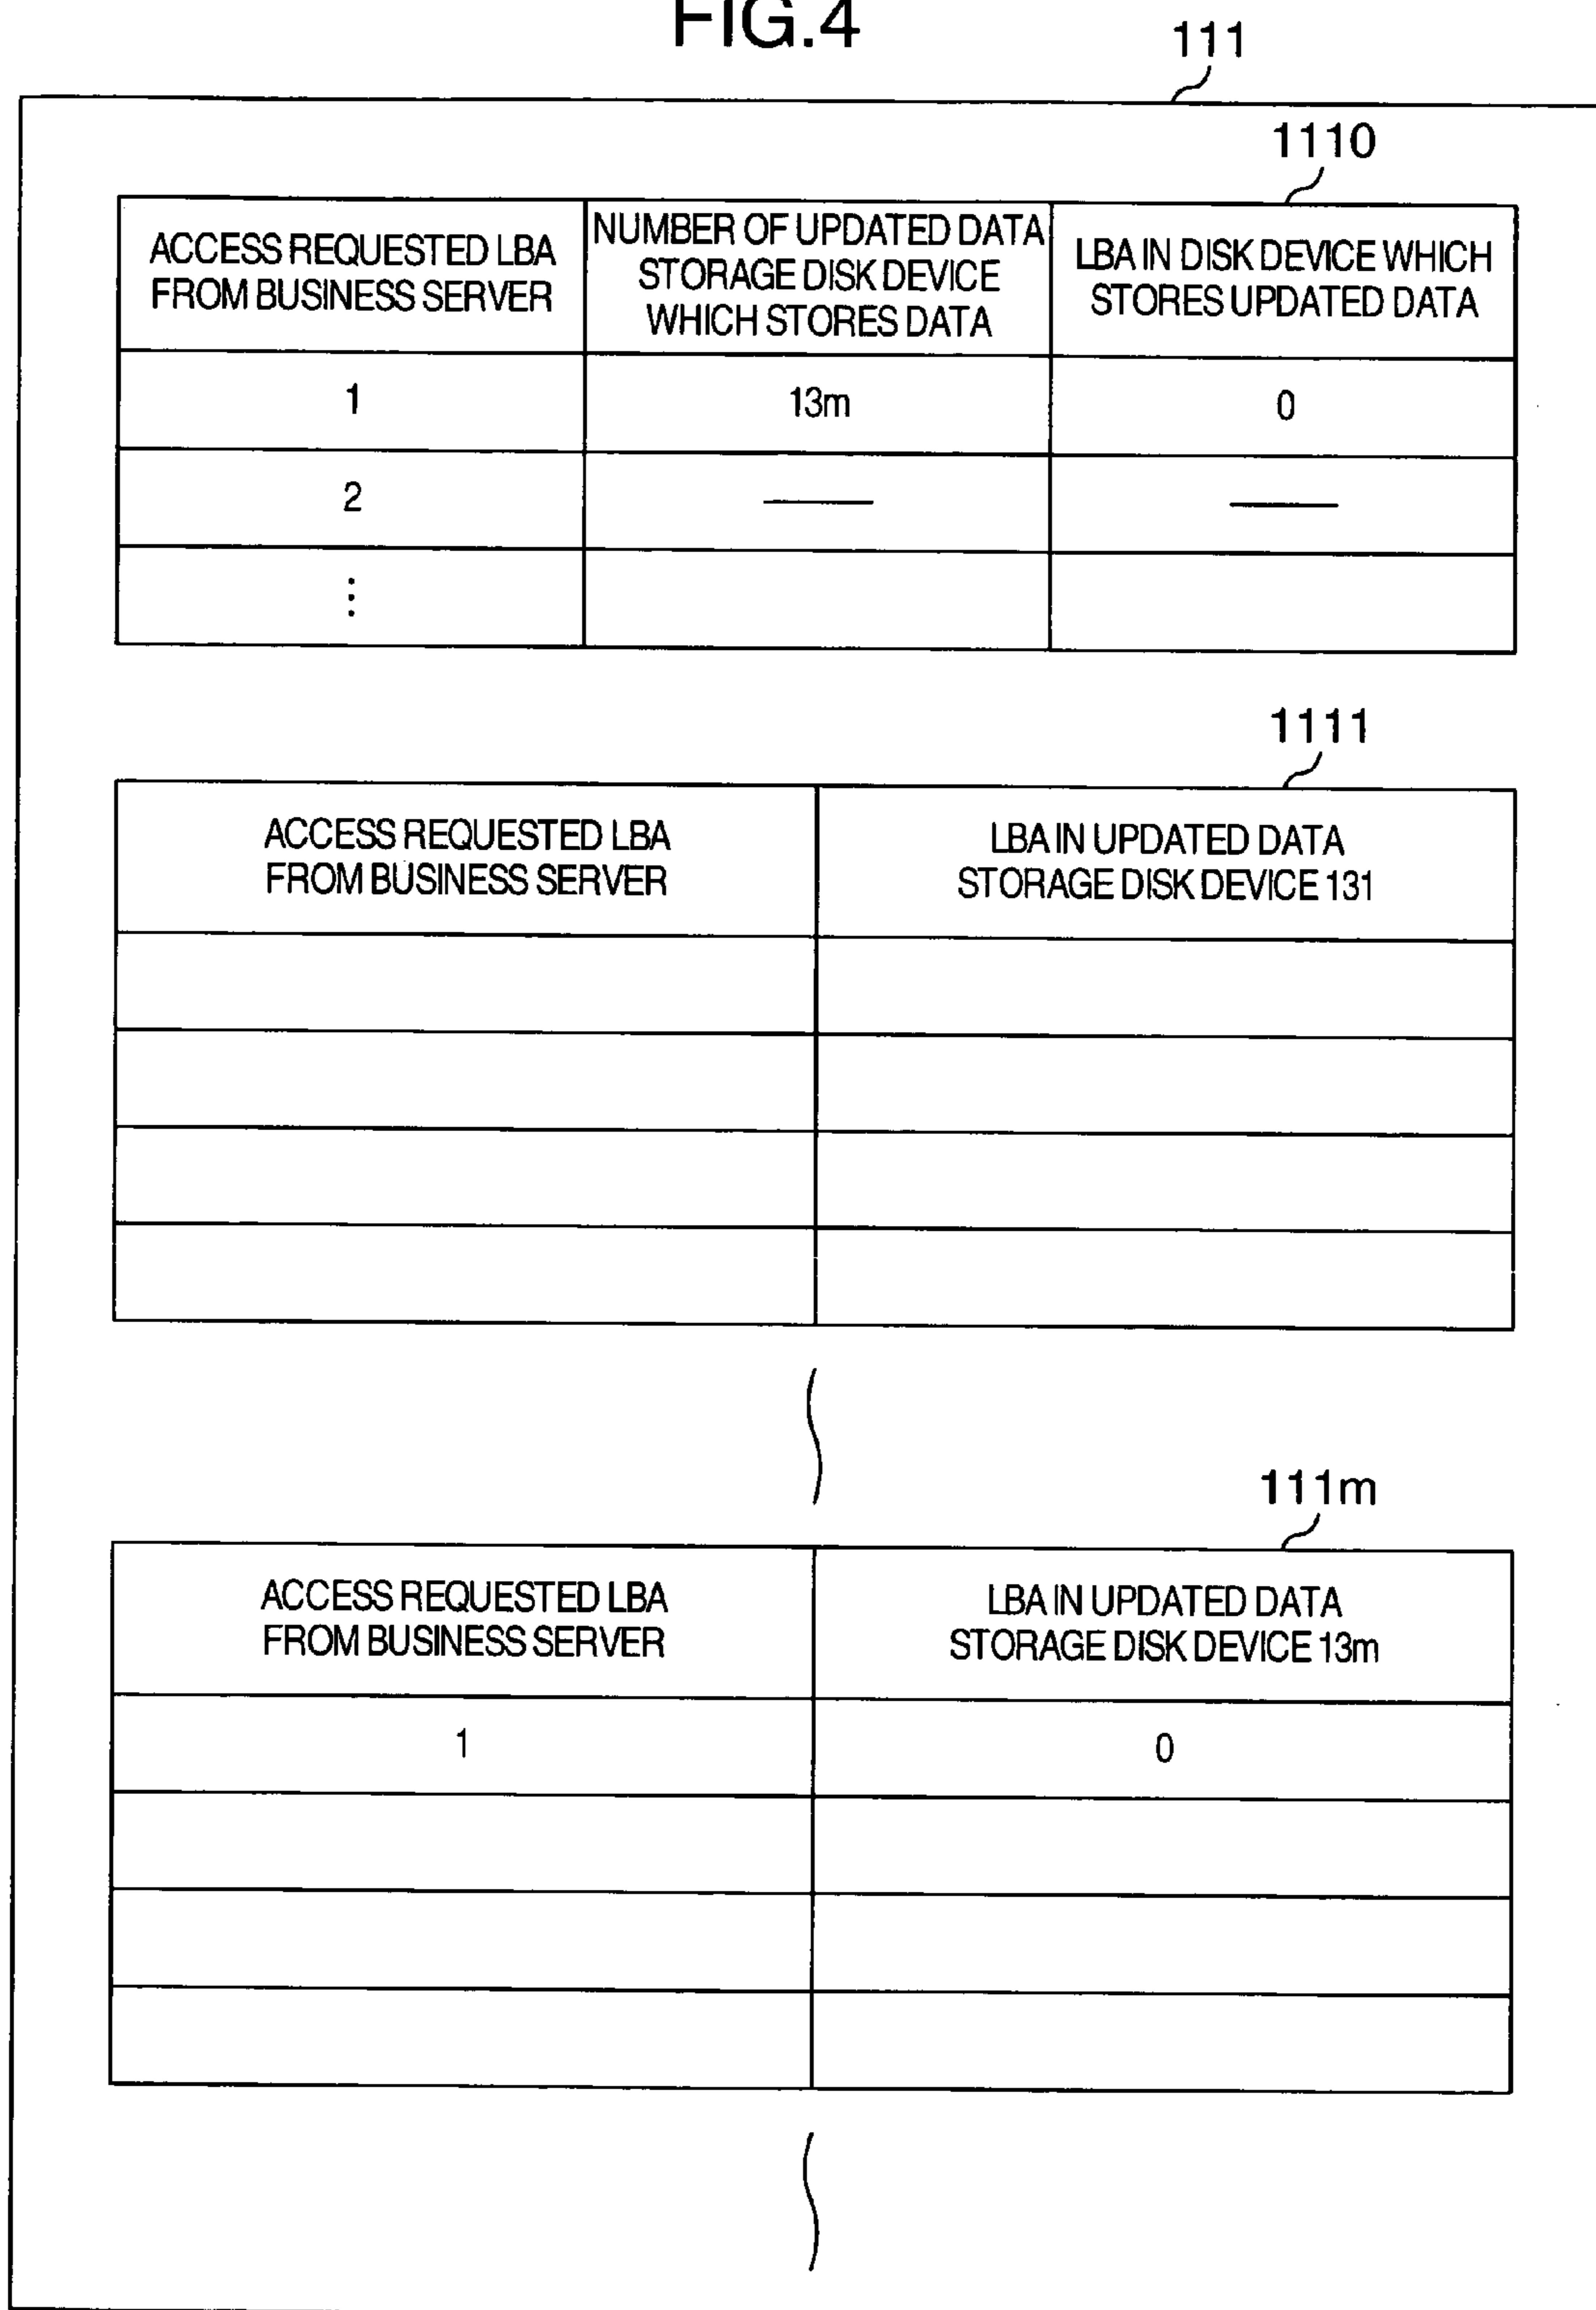 FIG.4
111
1110
ACCESS REQUESTED LBA
FROM BUSINESS SERVER
NUMBER OF UPDATED DATA
STORAGE DISK DEVICE
WHICH STORES DATA
LBA IN DISK DEVICE WHICH
STORES UPDATED DATA
1
13m
0
2
—
—
⋮
1111
ACCESS REQUESTED LBA
FROM BUSINESS SERVER
LBA IN UPDATED DATA
STORAGE DISK DEVICE 131
111m
ACCESS REQUESTED LBA
FROM BUSINESS SERVER
LBA IN UPDATED DATA
STORAGE DISK DEVICE 13m
1
0